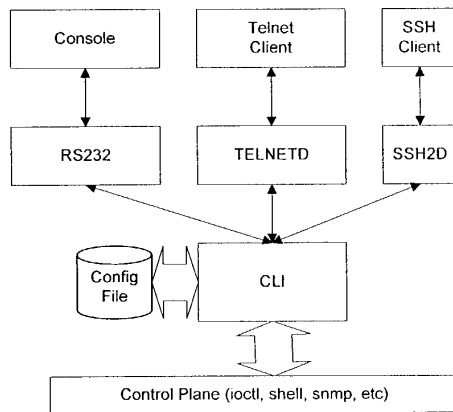 Console
Telnet
Client
SSH
Client
RS232
TELNETD
SSH2D
Config
File
CLI
Control Plane (ioctl, shell, snmp, etc)